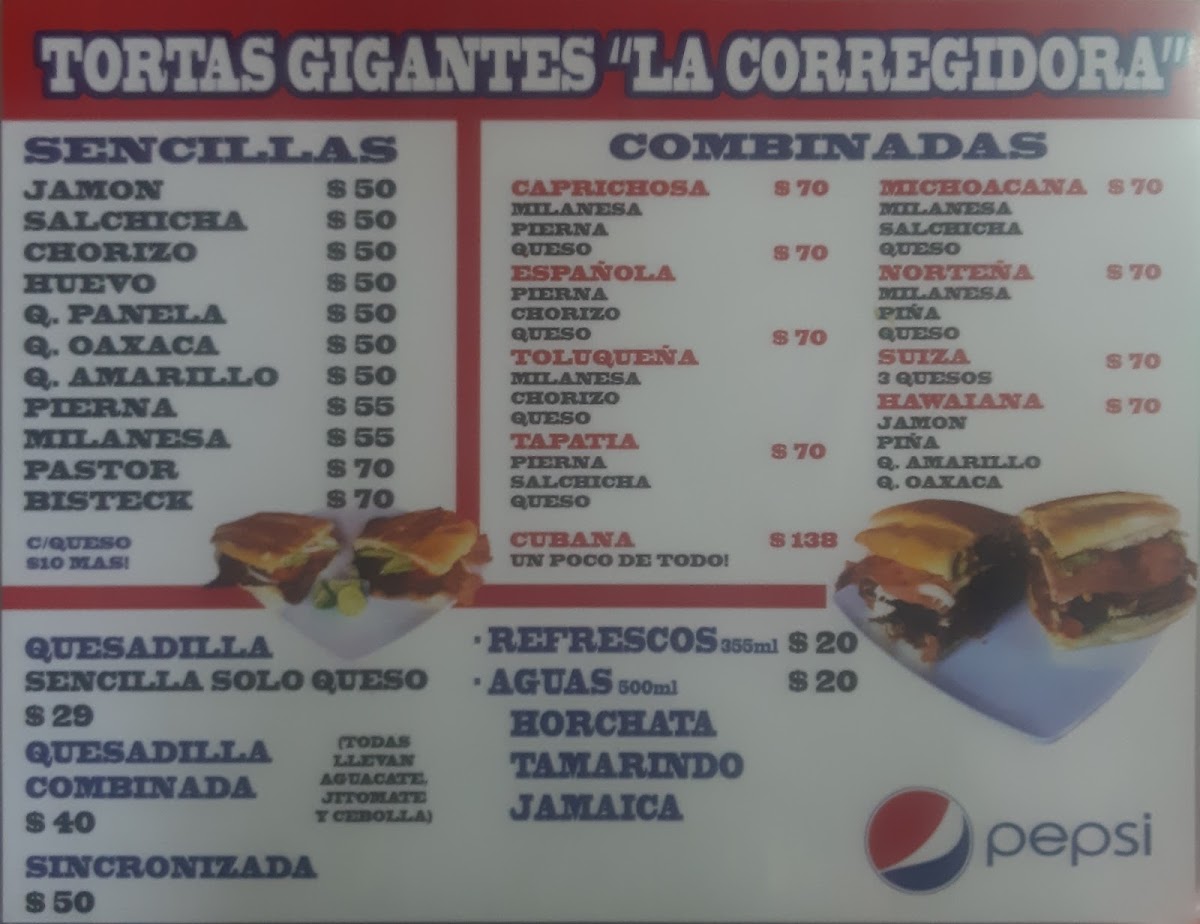 TORTAS GIGANTES "LA CORREGIDORA"
SENCILLAS
JAMON $50
SALCHICHA $50
CHORIZO $50
HUEVO $50
Q. PANELA $50
Q. OAXACA $50
Q. AMARILLO $50
PIERNA $55
MILANESA $55
PASTOR $70
BISTECK $70
C/QUESO
$10 MAS!
COMBINADAS
CAPRICHOSA $70
MILANESA
PIERNA
QUESO
$70
ESPAÑOLA
PIERNA
CHORIZO
QUESO
$70
TOLUQUEÑA
MILANESA
CHORIZO
QUESO
TAPATIA $70
PIERNA
SALCHICHA
QUESO
CUBANA $138
UN POCO DE TODO!
MICHOACANA $70
MILANESA
SALCHICHA
QUESO
NORTEÑA $70
MILANESA
PIÑA
QUESO
SUIZA $70
3 QUESOS
HAWAIANA $70
JAMON
PIÑA
Q. AMARILLO
Q. OAXACA
QUESADILLA
SENCILLA SOLO QUESO
$29
QUESADILLA
COMBINADA
$40
(TODAS
LLEVAN
AGUACATE,
JITOMATE
Y CEBOLLA)
SINCRONIZADA
$50
· REFRESCOS 355ml $20
· AGUAS 500ml $20
HORCHATA
TAMARINDO
JAMAICA
pepsi